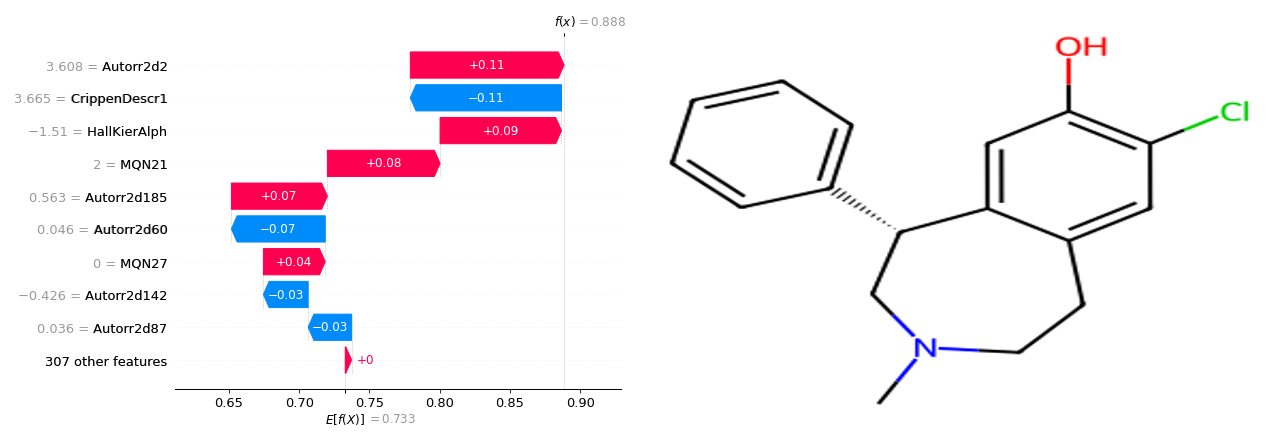 f(x) = 0.888
3.608 = Autorr2d2 +0.11
3.665 = CrippenDescr1 −0.11
−1.51 = HallKierAlph +0.09
2 = MQN21 +0.08
0.563 = Autorr2d185 +0.07
0.046 = Autorr2d60 −0.07
0 = MQN27 +0.04
−0.426 = Autorr2d142 −0.03
0.036 = Autorr2d87 −0.03
307 other features +0
0.65 0.70 0.75 0.80 0.85 0.90
E[f(X)] = 0.733
OH
Cl
N